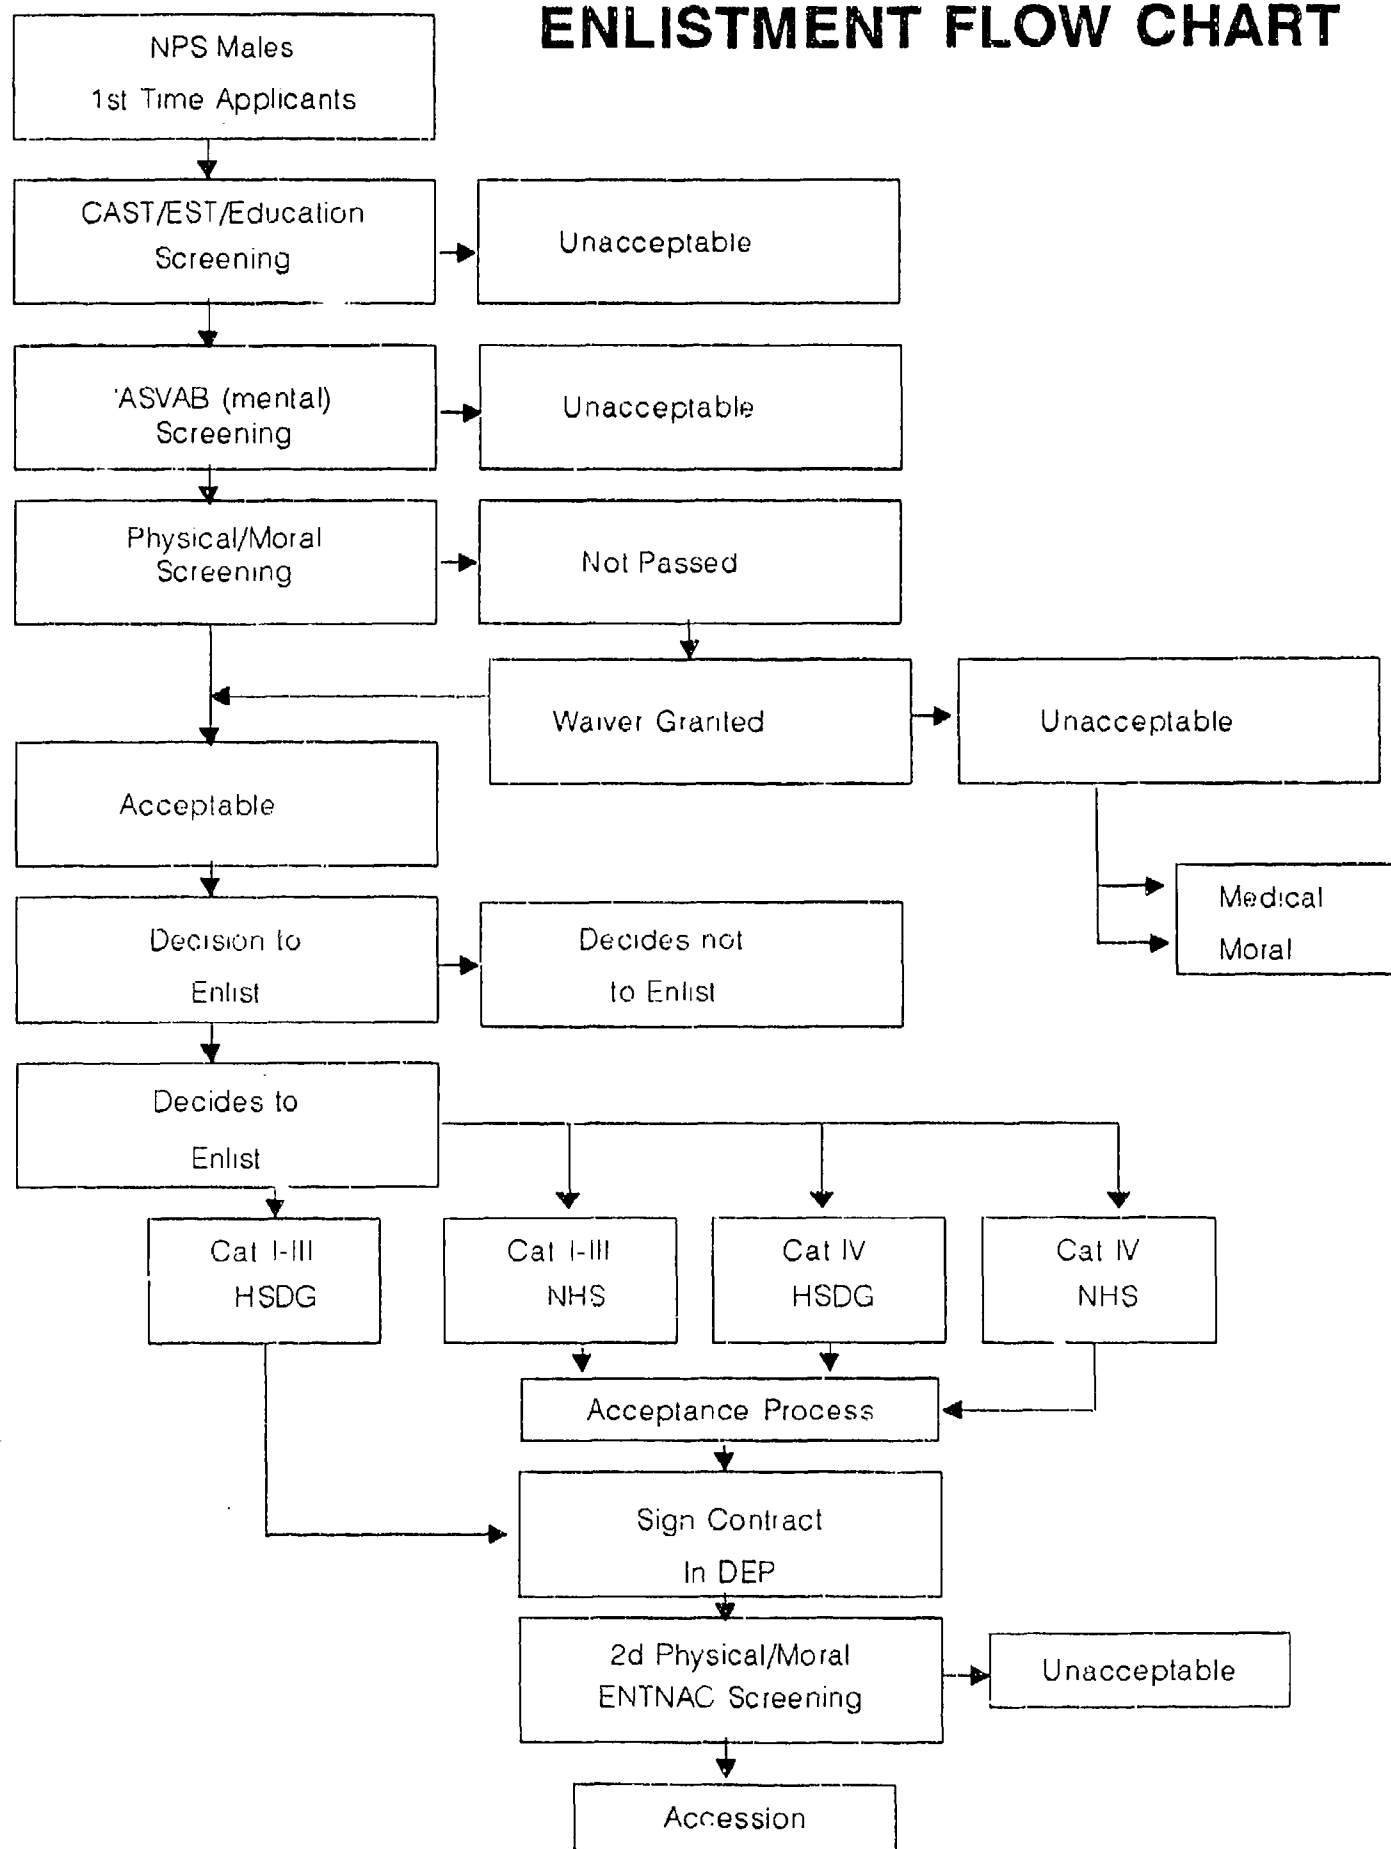 ENLISTMENT FLOW CHART
NPS Males
1st Time Applicants
CAST/EST/Education
Screening
Unacceptable
'ASVAB (mental)
Screening
Unacceptable
Physical/Moral
Screening
Not Passed
Waiver Granted
Unacceptable
Acceptable
Medical
Moral
Decision to
Enlist
Decides not
to Enlist
Decides to
Enlist
Cat I-III
HSDG
Cat I-III
NHS
Cat IV
HSDG
Cat IV
NHS
Acceptance Process
Sign Contract
In DEP
2d Physical/Moral
ENTNAC Screening
Unacceptable
Accession